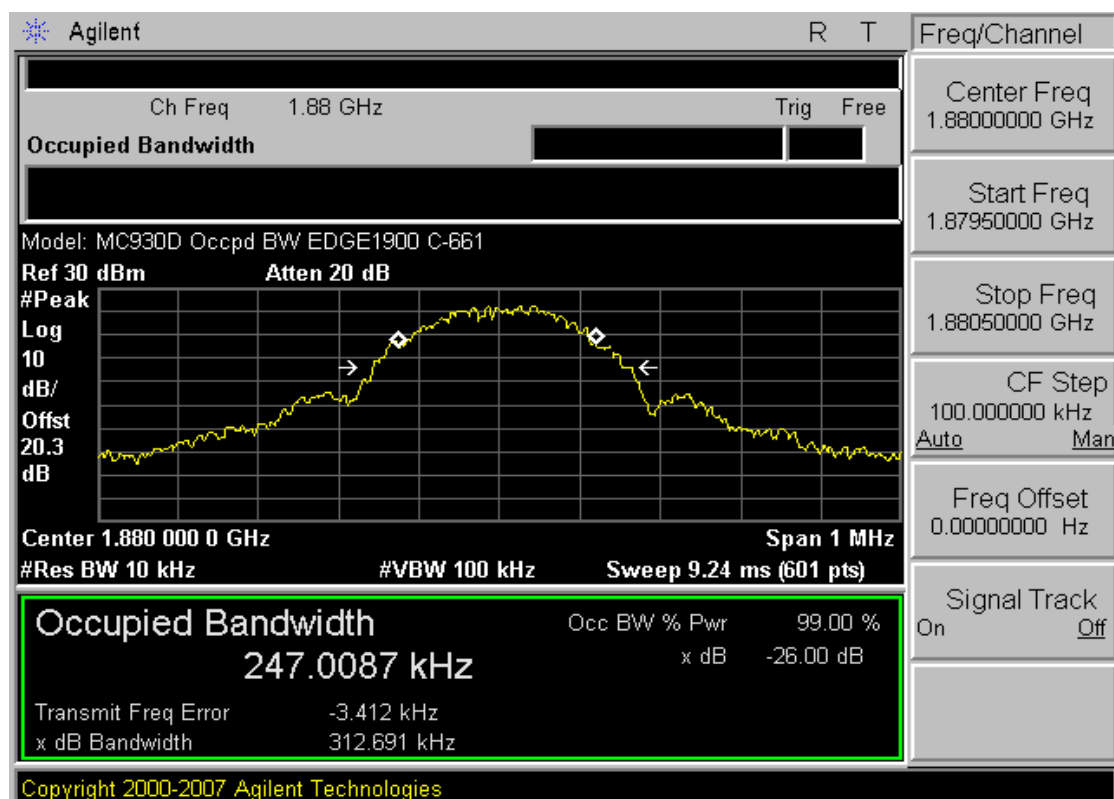 Agilent R T
Ch Freq 1.88 GHz Trig Free
Occupied Bandwidth
Model: MC930D Occpd BW EDGE1900 C-661
Ref 30 dBm Atten 20 dB
#Peak
Log
10
dB/
Offst
20.3
dB
Center 1.880 000 0 GHz Span 1 MHz
#Res BW 10 kHz #VBW 100 kHz Sweep 9.24 ms (601 pts)
Occupied Bandwidth Occ BW % Pwr 99.00 %
247.0087 kHz x dB -26.00 dB
Transmit Freq Error -3.412 kHz
x dB Bandwidth 312.691 kHz
Copyright 2000-2007 Agilent Technologies
Freq/Channel
Center Freq
1.88000000 GHz
Start Freq
1.87950000 GHz
Stop Freq
1.88050000 GHz
CF Step
100.000000 kHz
Auto Man
Freq Offset
0.00000000 Hz
Signal Track
On Off